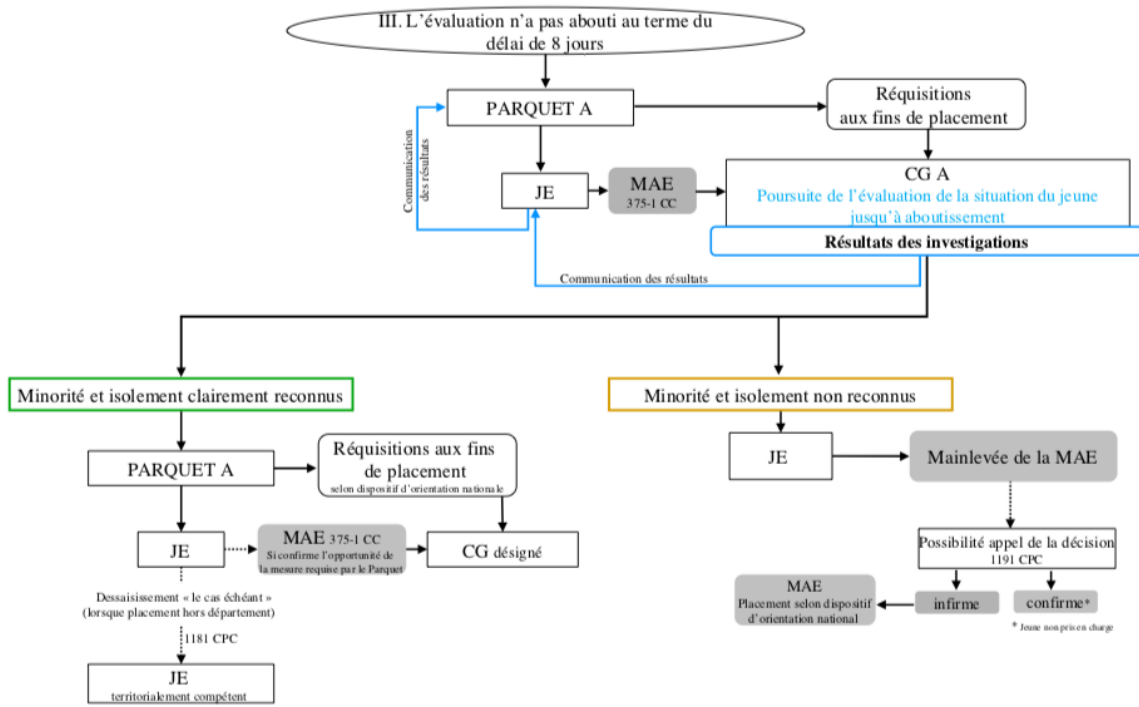 III. L'évaluation n'a pas abouti au terme du
délai de 8 jours
PARQUET A
Réquisitions
aux fins de placement
Communication
des résultats
JE
MAE
375-1 CC
CG A
Poursuite de l'évaluation de la situation du jeune
jusqu'à aboutissement
Résultats des investigations
Communication des résultats
Minorité et isolement clairement reconnus
Minorité et isolement non reconnus
PARQUET A
Réquisitions aux fins
de placement
selon dispositif d'orientation nationale
JE
MAE 375-1 CC
Si confirme l'opportunité de
la mesure requise par le Parquet
CG désigné
Dessaisissement « le cas échéant »
(lorsque placement hors département)
1181 CPC
JE
territorialement compétent
JE
Mainlevée de la MAE
Possibilité appel de la décision
1191 CPC
MAE
Placement selon dispositif
d'orientation national
infirme
confirme*
* Jeune non pris en charge